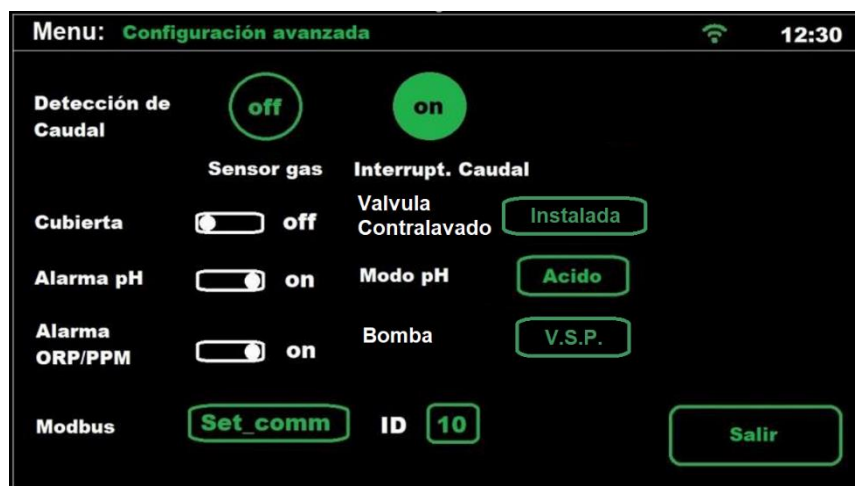 Menu: Configuración avanzada 12:30
Detección de
Caudal
off on
Sensor gas Interrupt. Caudal
Cubierta off
Valvula
Contralavado Instalada
Alarma pH on Modo pH Acido
Alarma
ORP/PPM on
Bomba V.S.P.
Modbus Set_comm ID 10
Salir